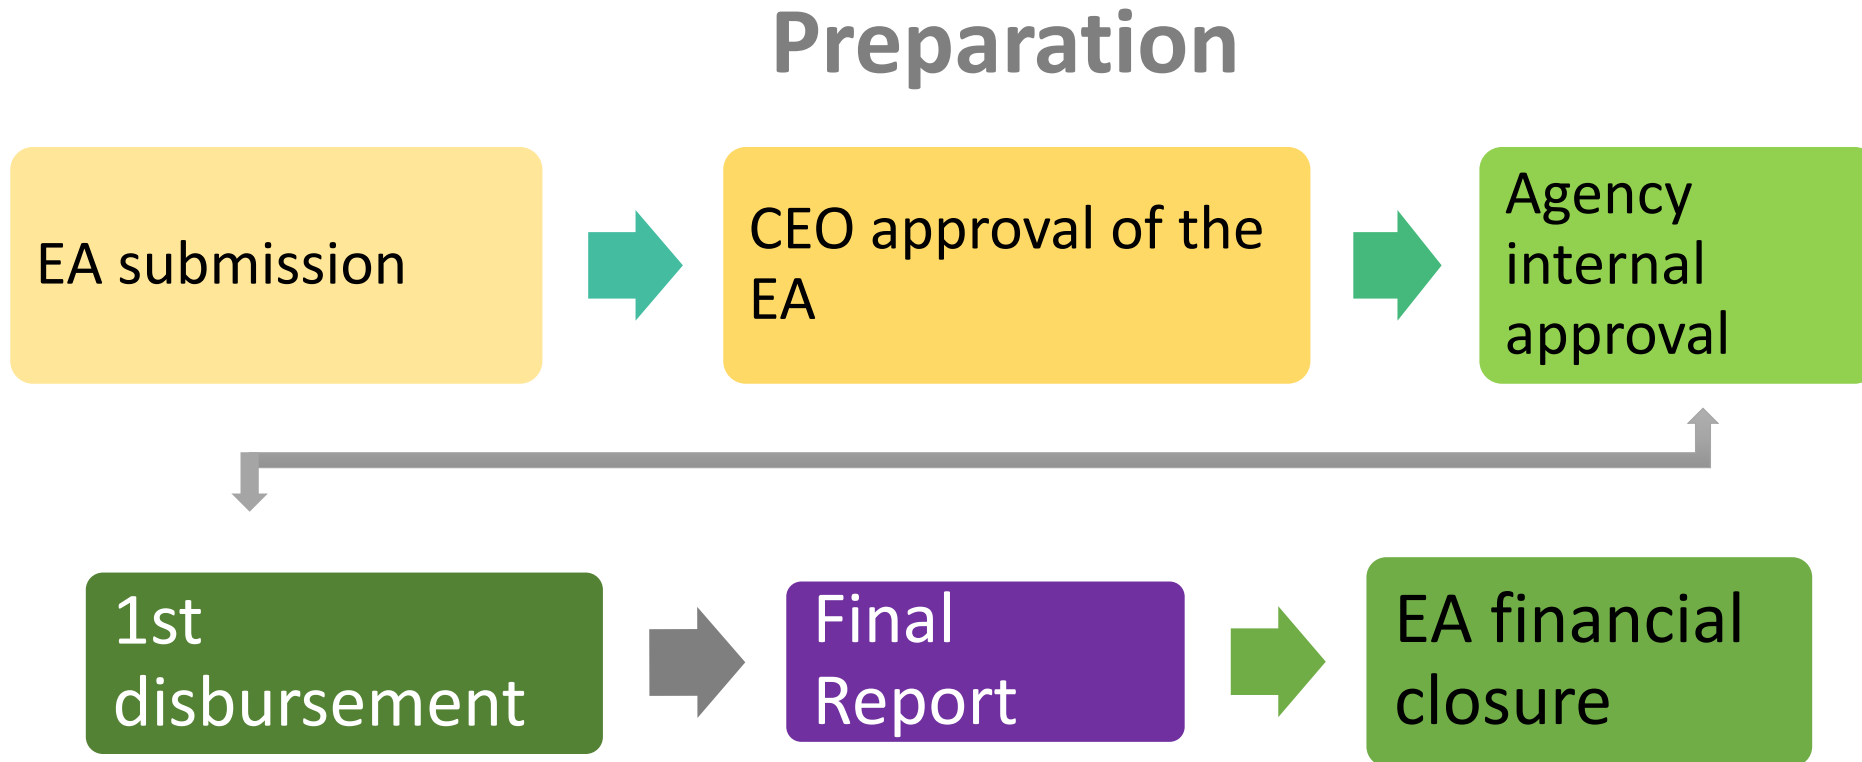 Preparation
EA submission
CEO approval of the
EA
Agency
internal
approval
1st
disbursement
Final
Report
EA financial
closure